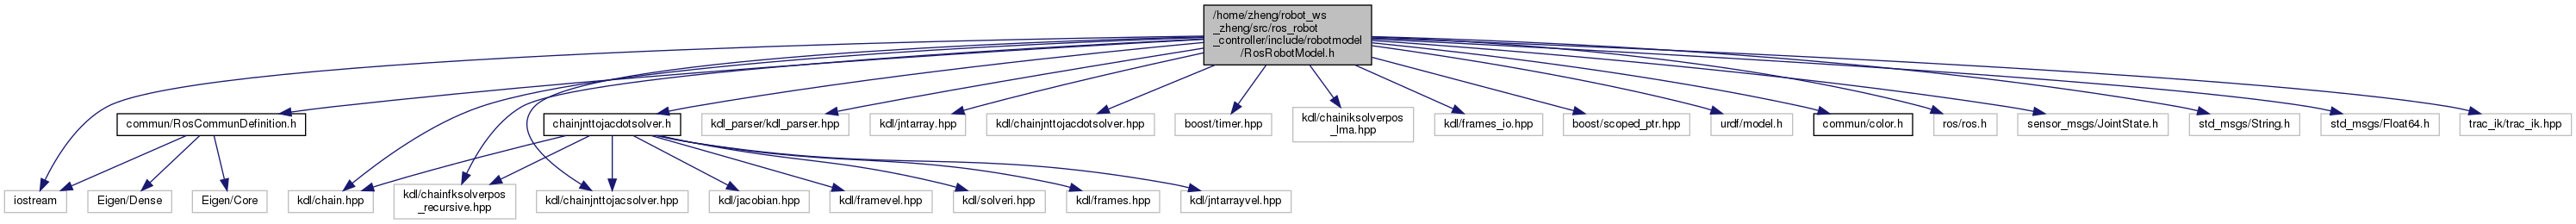 /home/zheng/robot_ws
_zheng/src/ros_robot
_controller/include/robotmodel
/RosRobotModel.h
commun/RosCommunDefinition.h
chainjnttojacdotsolver.h
kdl_parser/kdl_parser.hpp
kdl/jntarray.hpp
kdl/chainjnttojacdotsolver.hpp
boost/timer.hpp
kdl/chainiksolverpos
_lma.hpp
kdl/frames_io.hpp
boost/scoped_ptr.hpp
urdf/model.h
commun/color.h
ros/ros.h
sensor_msgs/JointState.h
std_msgs/String.h
std_msgs/Float64.h
trac_ik/trac_ik.hpp
iostream
Eigen/Dense
Eigen/Core
kdl/chain.hpp
kdl/chainfksolverpos
_recursive.hpp
kdl/chainjnttojacsolver.hpp
kdl/jacobian.hpp
kdl/framevel.hpp
kdl/solveri.hpp
kdl/frames.hpp
kdl/jntarrayvel.hpp